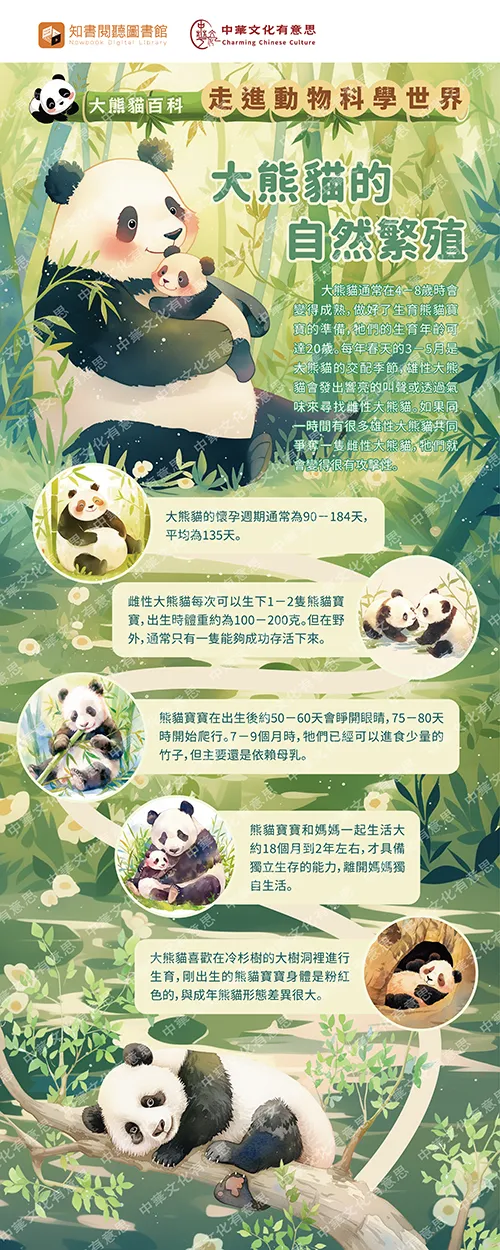 知書閱聽圖書館
Nowbook Digital Library
中華文化有意思
Charming Chinese Culture
大熊貓百科
走進動物科學世界
大熊貓的
自然繁殖
大熊貓通常在4－8歲時會
變得成熟，做好了生育熊貓寶
寶的準備，牠們的生育年齡可
達20歲。每年春天的3－5月是
大熊貓的交配季節，雄性大熊
貓會發出響亮的叫聲或透過氣
味來尋找雌性大熊貓。如果同
一時間有很多雄性大熊貓共同
爭奪一隻雌性大熊貓，牠們就
會變得很有攻擊性。
大熊貓的懷孕週期通常為90－184天，
平均為135天。
雌性大熊貓每次可以生下1－2隻熊貓寶
寶，出生時體重約為100－200克。但在野
外，通常只有一隻能夠成功存活下來。
熊貓寶寶在出生後約50－60天會睜開眼睛，75－80天
時開始爬行。7－9個月時，牠們已經可以進食少量的
竹子，但主要還是依賴母乳。
熊貓寶寶和媽媽一起生活大
約18個月到2年左右，才具備
獨立生存的能力，離開媽媽獨
自生活。
大熊貓喜歡在冷杉樹的大樹洞裡進行
生育，剛出生的熊貓寶寶身體是粉紅
色的，與成年熊貓形態差異很大。